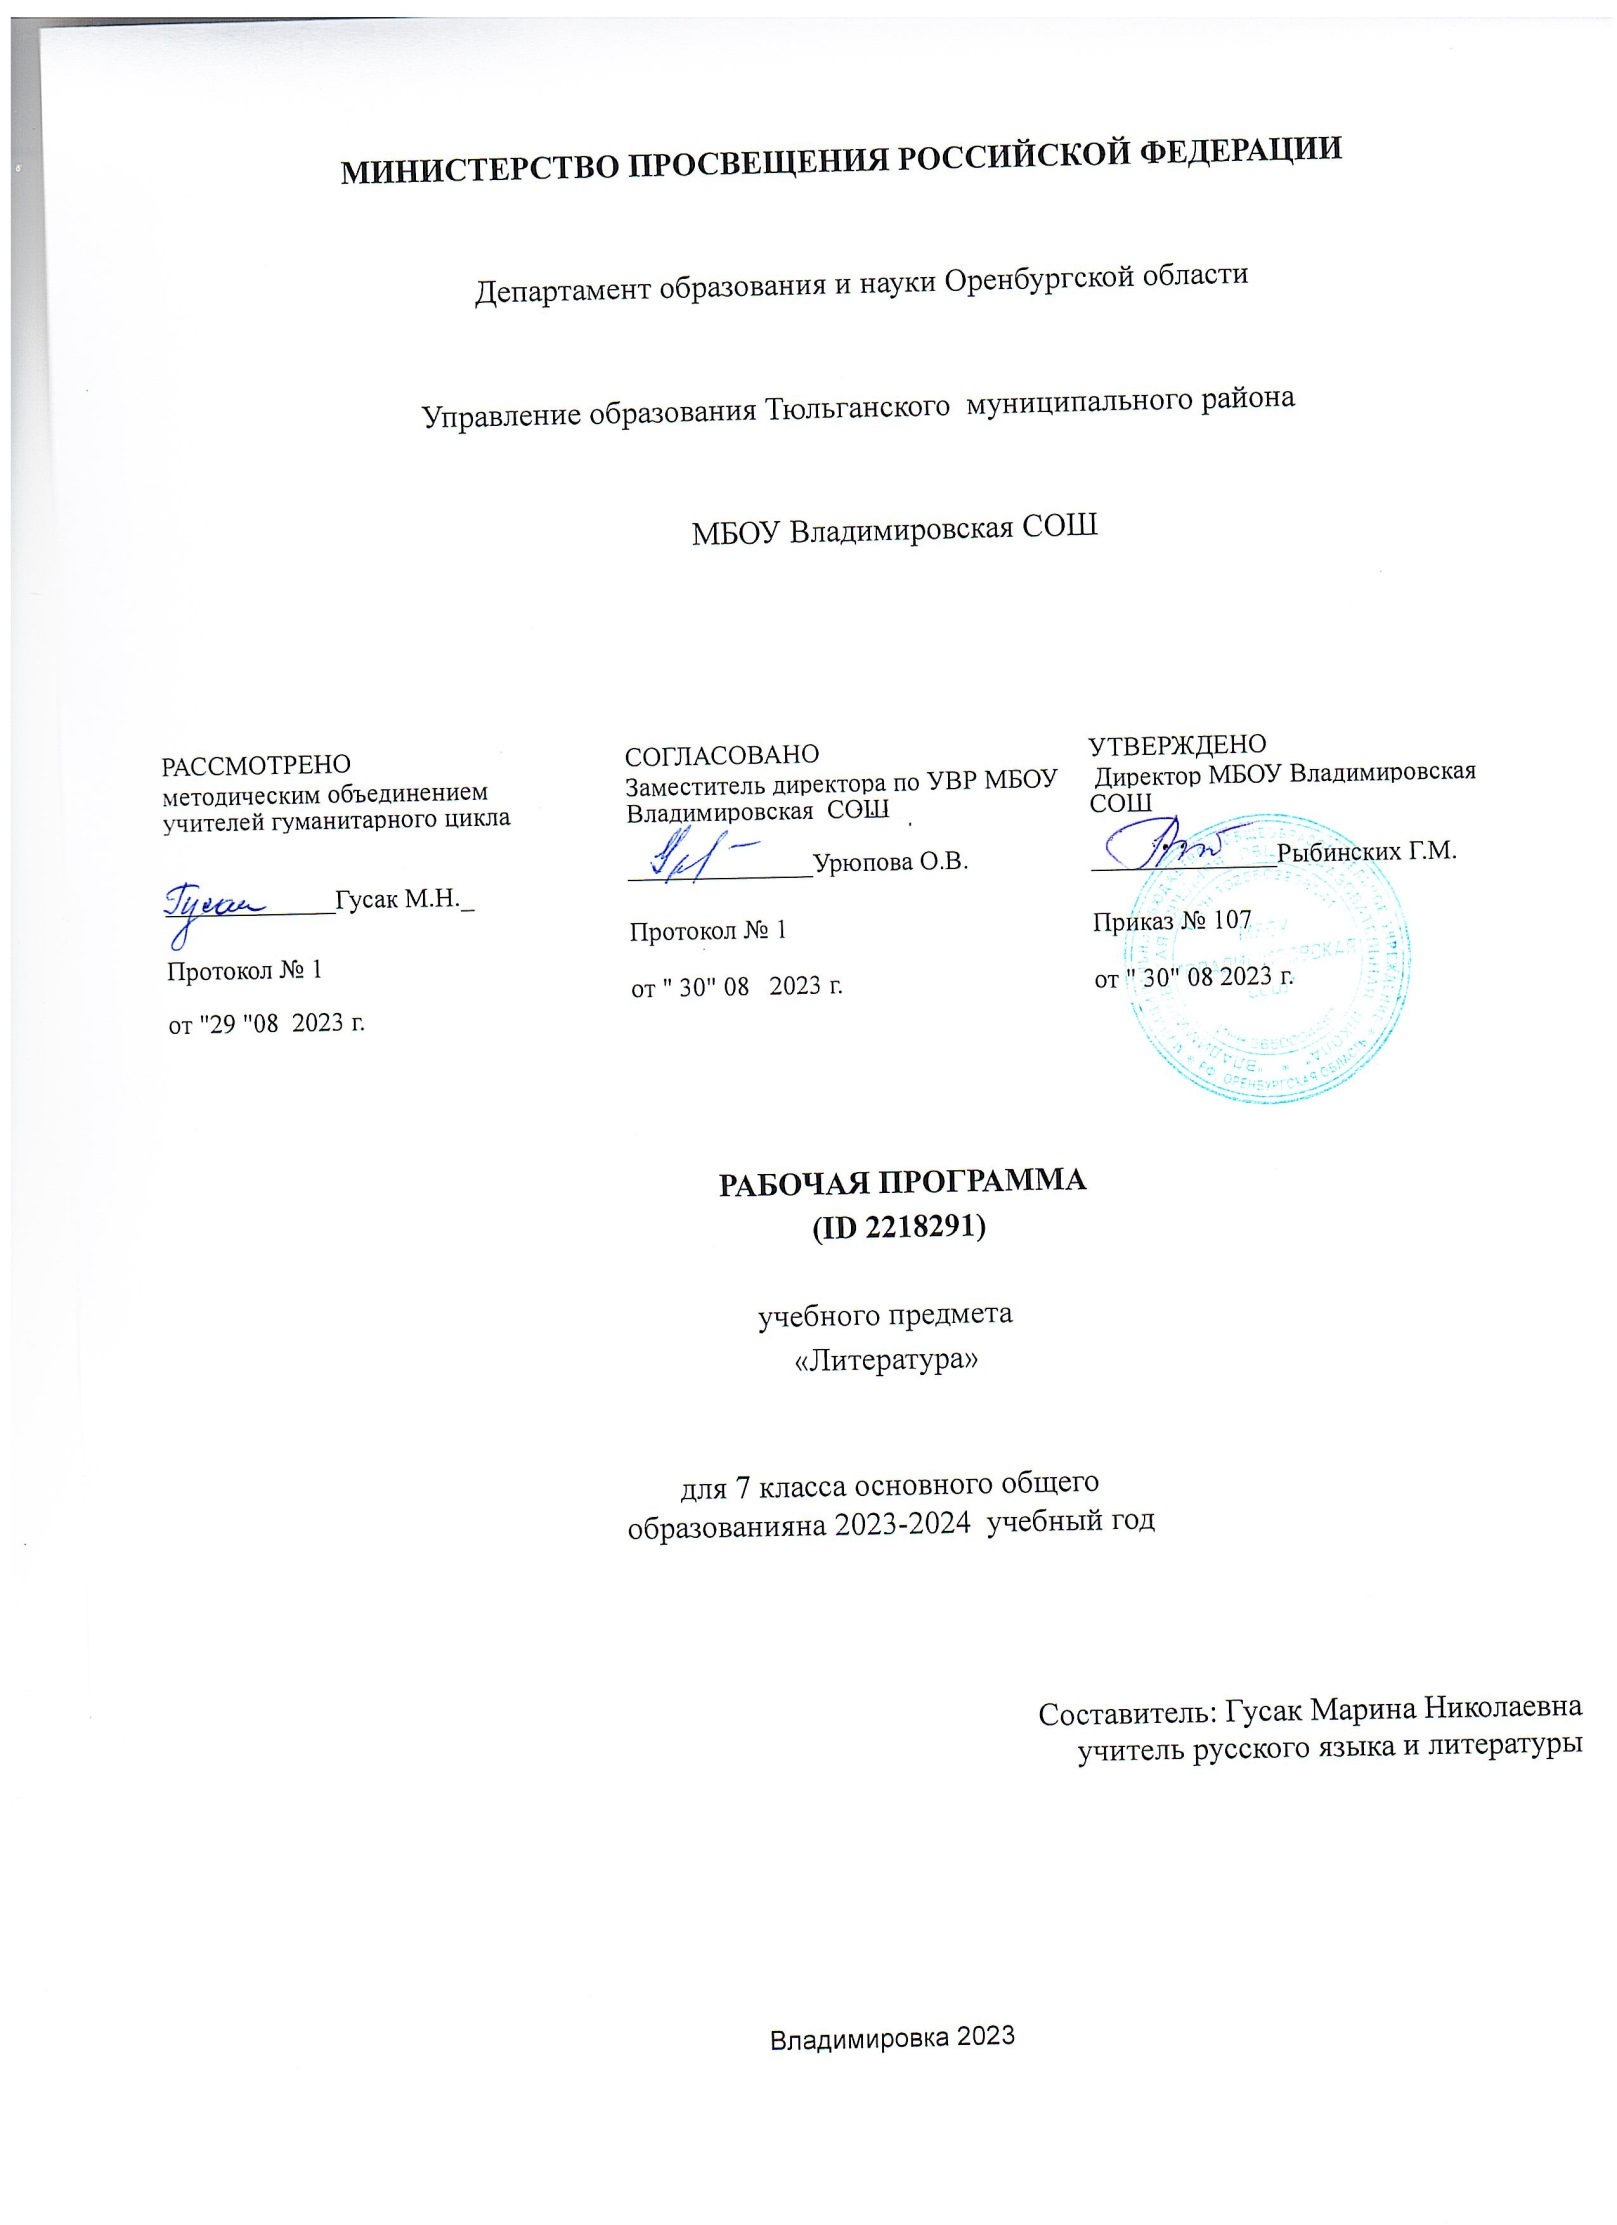 МИНИСТЕРСТВО ПРОСВЕЩЕНИЯ РОССИЙСКОЙ ФЕДЕРАЦИИ
Департамент образования и науки Оренбургской области
Управление образования Тюльганского муниципального района
МБОУ Владимировская СОШ
РАССМОТРЕНО
методическим объединением
учителей гуманитарного цикла
Гусак
Гусак М.Н._
Протокол № 1
от "29 "08 2023 г.
СОГЛАСОВАНО
Заместитель директора по УВР МБОУ
Владимировская СОШ
Урюпова О.В.
Протокол № 1
от " 30" 08 2023 г.
УТВЕРЖДЕНО
Директор МБОУ Владимировская
СОШ
Рыбинских Г.М.
Приказ № 107
от " 30" 08 2023 г.
РФ ОРЕНБУРГСКАЯ ОБЛАСТЬ
РАБОЧАЯ ПРОГРАММА
(ID 2218291)
учебного предмета
«Литература»
для 7 класса основного общего
образованияна 2023-2024 учебный год
Составитель: Гусак Марина Николаевна
учитель русского языка и литературы
Владимировка 2023